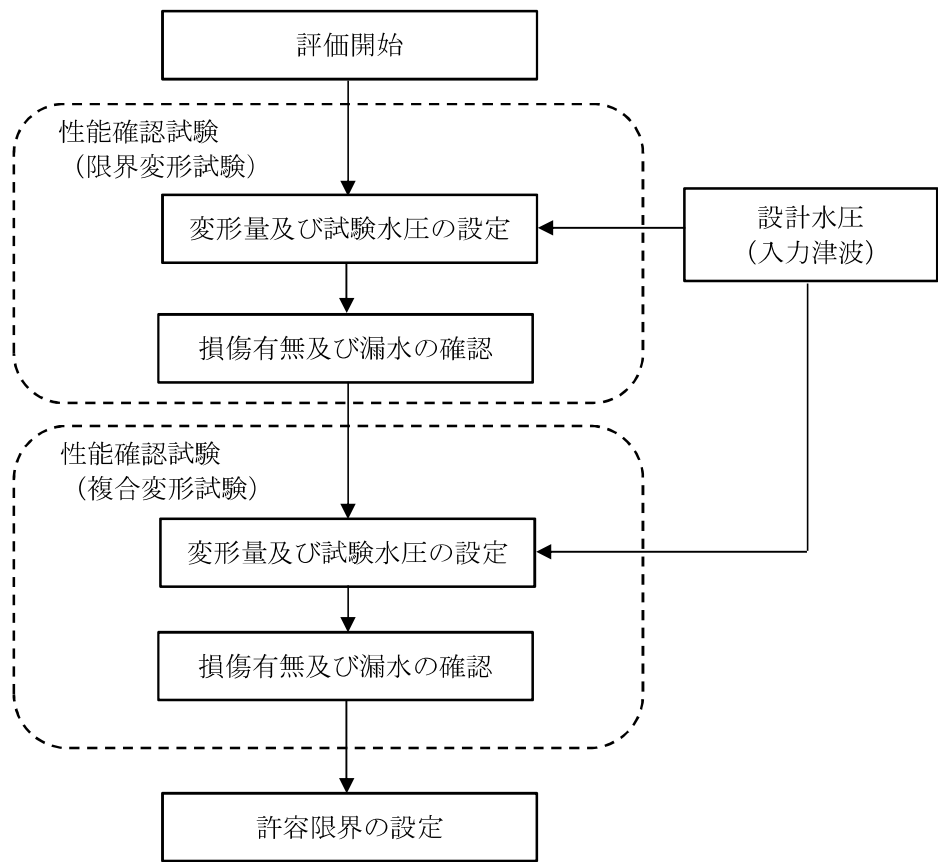 評価開始
性能確認試験
（限界変形試験）
変形量及び試験水圧の設定
設計水圧
（入力津波）
損傷有無及び漏水の確認
性能確認試験
（複合変形試験）
変形量及び試験水圧の設定
損傷有無及び漏水の確認
許容限界の設定